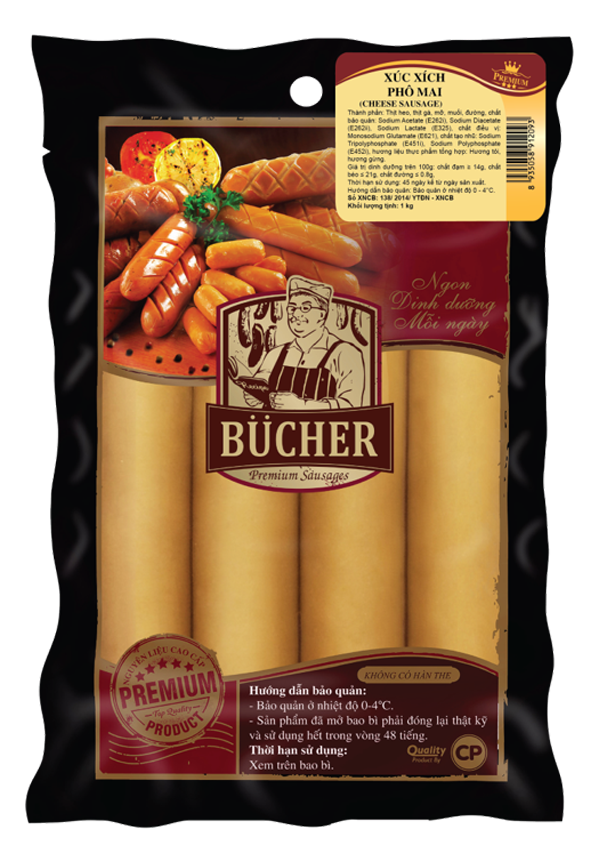 XÚC XÍCH
PHÔ MAI
(CHEESE SAUSAGE)
PREMIUM
Thành phần: Thịt heo, thịt gà, mỡ, muối, đường, chất
bảo quản: Sodium Acetate (E262i), Sodium Diacetate
(E262ii), Sodium Lactate (E325), chất điều vị:
Monosodium Glutamate (E621), chất tạo nhũ: Sodium
Tripolyphosphate (E451i), Sodium Polyphosphate
(E452i), hương liệu thực phẩm tổng hợp: Hương tỏi,
hương gừng.
Giá trị dinh dưỡng trên 100g: chất đạm ≥ 14g, chất
béo ≤ 21g, chất đường ≤ 0.8g.
Thời hạn sử dụng: 45 ngày kể từ ngày sản xuất.
Hướng dẫn bảo quản: Bảo quản ở nhiệt độ 0 - 4°C.
Số XNCB: 138/ 2014/ YTĐN - XNCB
Khối lượng tịnh: 1 kg
8 935058 912093
Ngon
Dinh dưỡng
Mỗi ngày
BÜCHER
Premium Sausages
NGUYÊN LIỆU CAO CẤP
PREMIUM
Top Quality
PRODUCT
KHÔNG CÓ HÀN THE
Hướng dẫn bảo quản:
- Bảo quản ở nhiệt độ 0-4°C.
- Sản phẩm đã mở bao bì phải đóng lại thật kỹ
và sử dụng hết trong vòng 48 tiếng.
Thời hạn sử dụng:
Xem trên bao bì.
Quality
Product By
CP